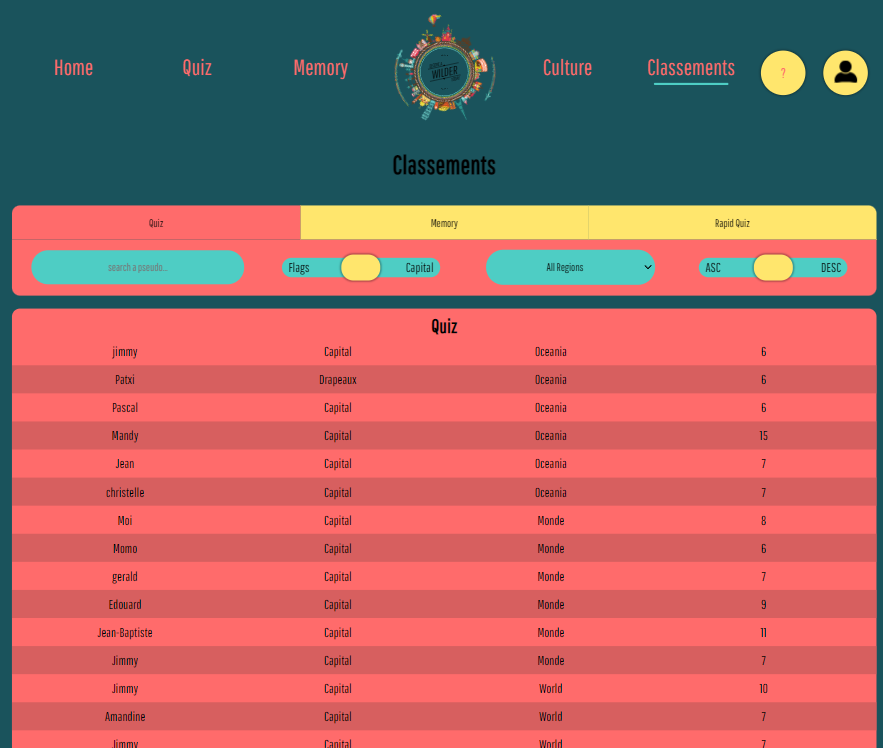 Home Quiz Memory WILDER Culture Classements ?
Classements
Quiz Memory Rapid Quiz
search a pseudo... Flags Capital All Regions ASC DESC
Quiz
jimmy Capital Oceania 6
Patxi Drapeaux Oceania 6
Pascal Capital Oceania 6
Mandy Capital Oceania 15
Jean Capital Oceania 7
christelle Capital Oceania 7
Moi Capital Monde 8
Momo Capital Monde 6
gerald Capital Monde 7
Edouard Capital Monde 9
Jean-Baptiste Capital Monde 11
Jimmy Capital Monde 7
Jimmy Capital World 10
Amandine Capital World 7
Jimmy Capital World 7